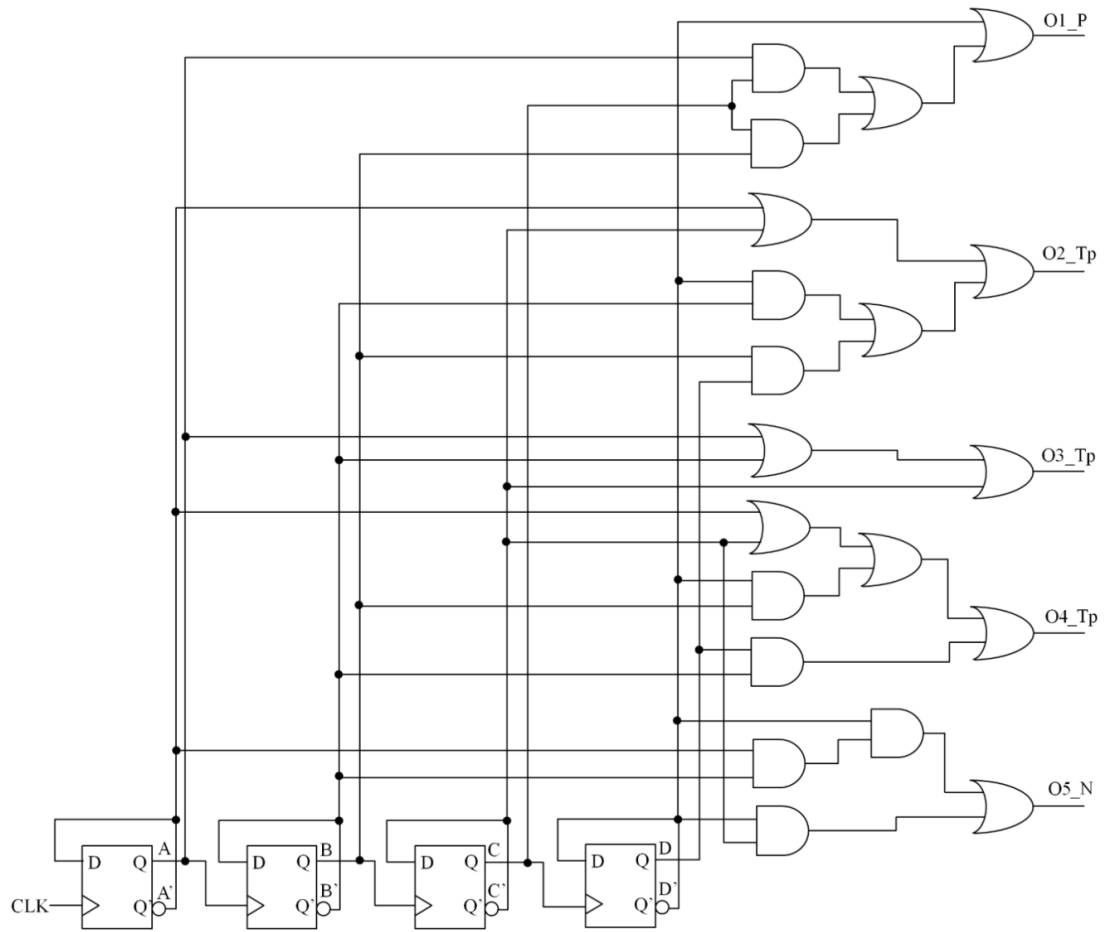 O1_P
O2_Tp
O3_Tp
O4_Tp
O5_N
A
B
C
D
D Q
D Q
D Q
D Q
A'
B'
C'
D'
CLK
Q'
Q'
Q'
Q'